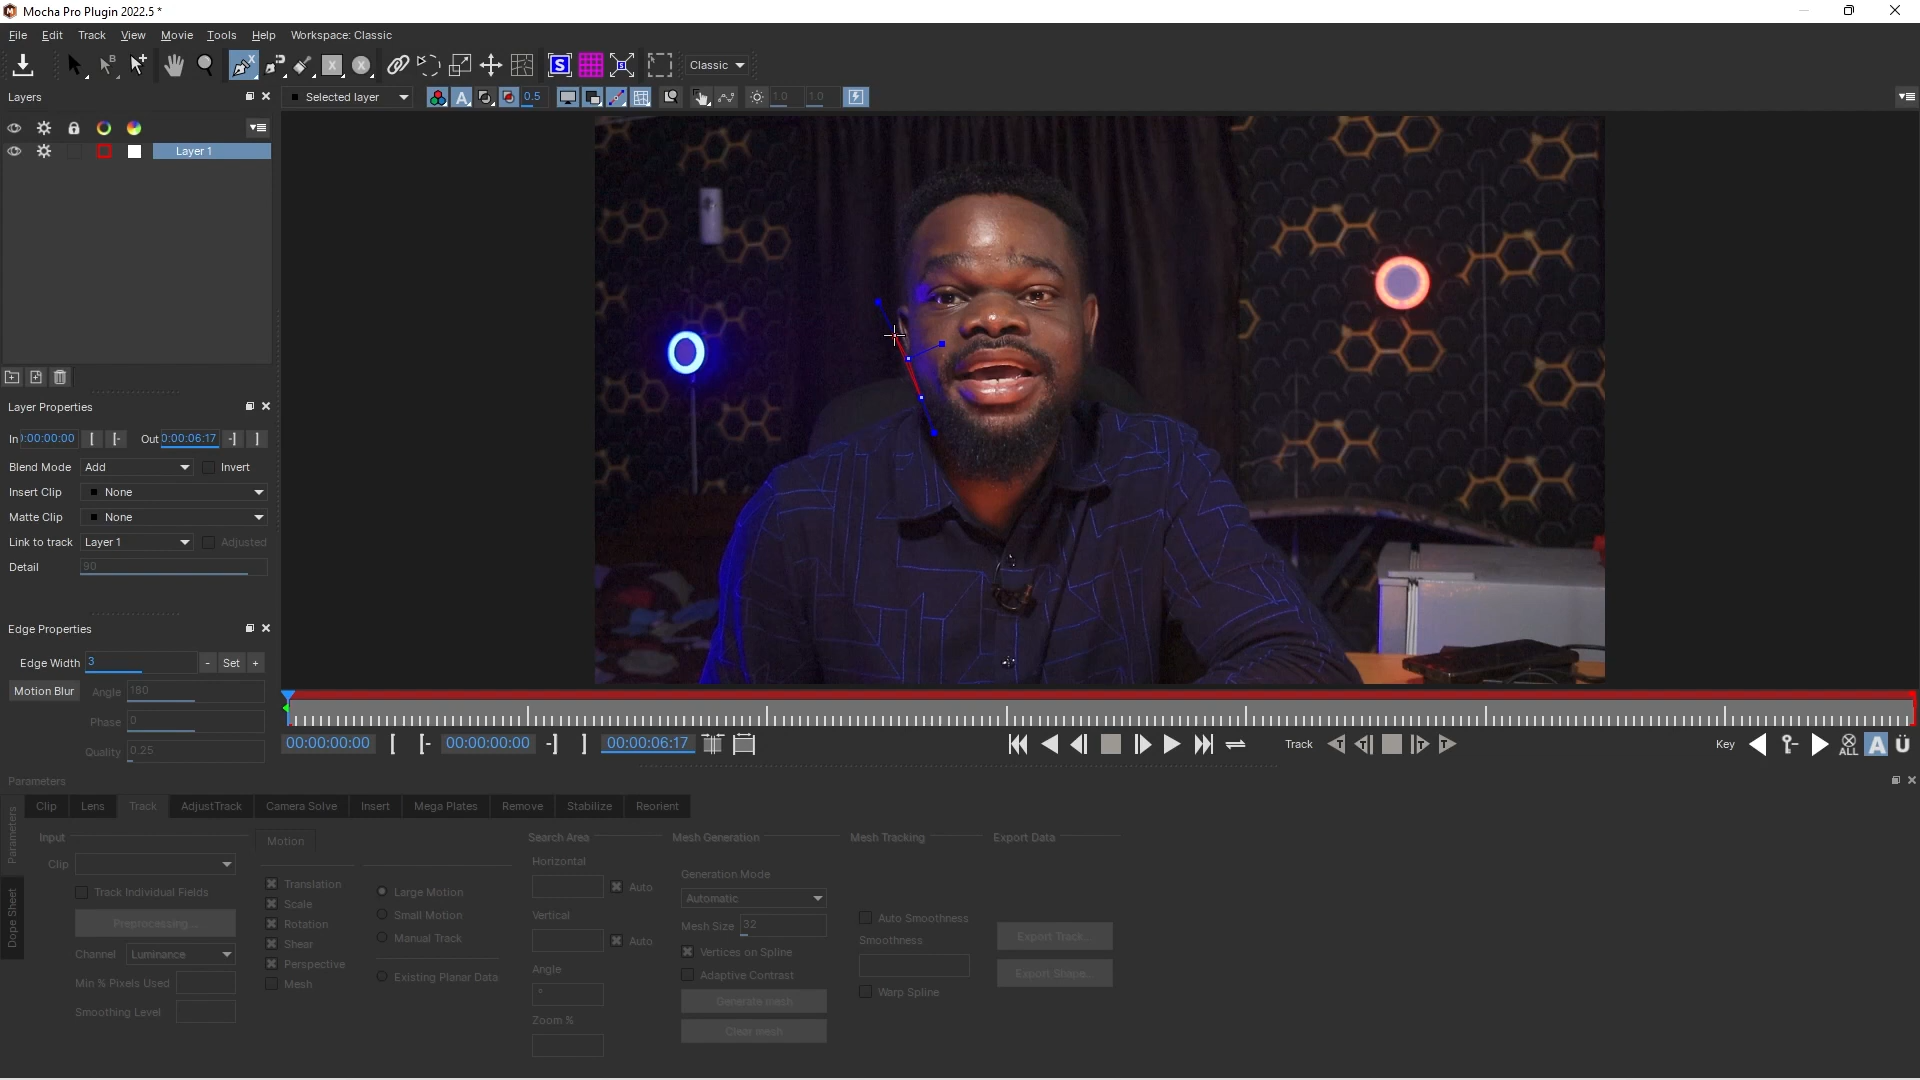 Mocha Pro Plugin 2022.5 *
File Edit Track View Movie Tools Help Workspace: Classic
S S Classic
Layers
Selected layer A 0.5 1.0 1.0
Layer 1
Layer Properties
In ):00:00:00 [ [- Out 0:00:06:17 -] ]
Blend Mode Add Invert
Insert Clip None
Matte Clip None
Link to track Layer 1 Adjusted
Detail 90
Edge Properties
Edge Width 3 - Set +
Motion Blur Angle 180
Phase 0
Quality 0.25
00:00:00:00 [ [- 00:00:00:00 -] ] 00:00:06:17 Track T T T T Key ALL A Ü
Parameters
Parameters
Dope Sheet
Clip Lens Track AdjustTrack Camera Solve Insert Mega Plates Remove Stabilize Reorient
Input
Clip
Track Individual Fields
Preprocessing...
Channel Luminance
Min % Pixels Used
Smoothing Level
Motion
Translation
Scale
Rotation
Shear
Perspective
Mesh
Large Motion
Small Motion
Manual Track
Existing Planar Data
Search Area
Horizontal
Auto
Vertical
Auto
Angle
°
Zoom %
Mesh Generation
Generation Mode
Automatic
Mesh Size 32
Vertices on Spline
Adaptive Contrast
Generate mesh
Clear mesh
Mesh Tracking
Auto Smoothness
Smoothness
Warp Spline
Export Data
Export Track...
Export Shape...